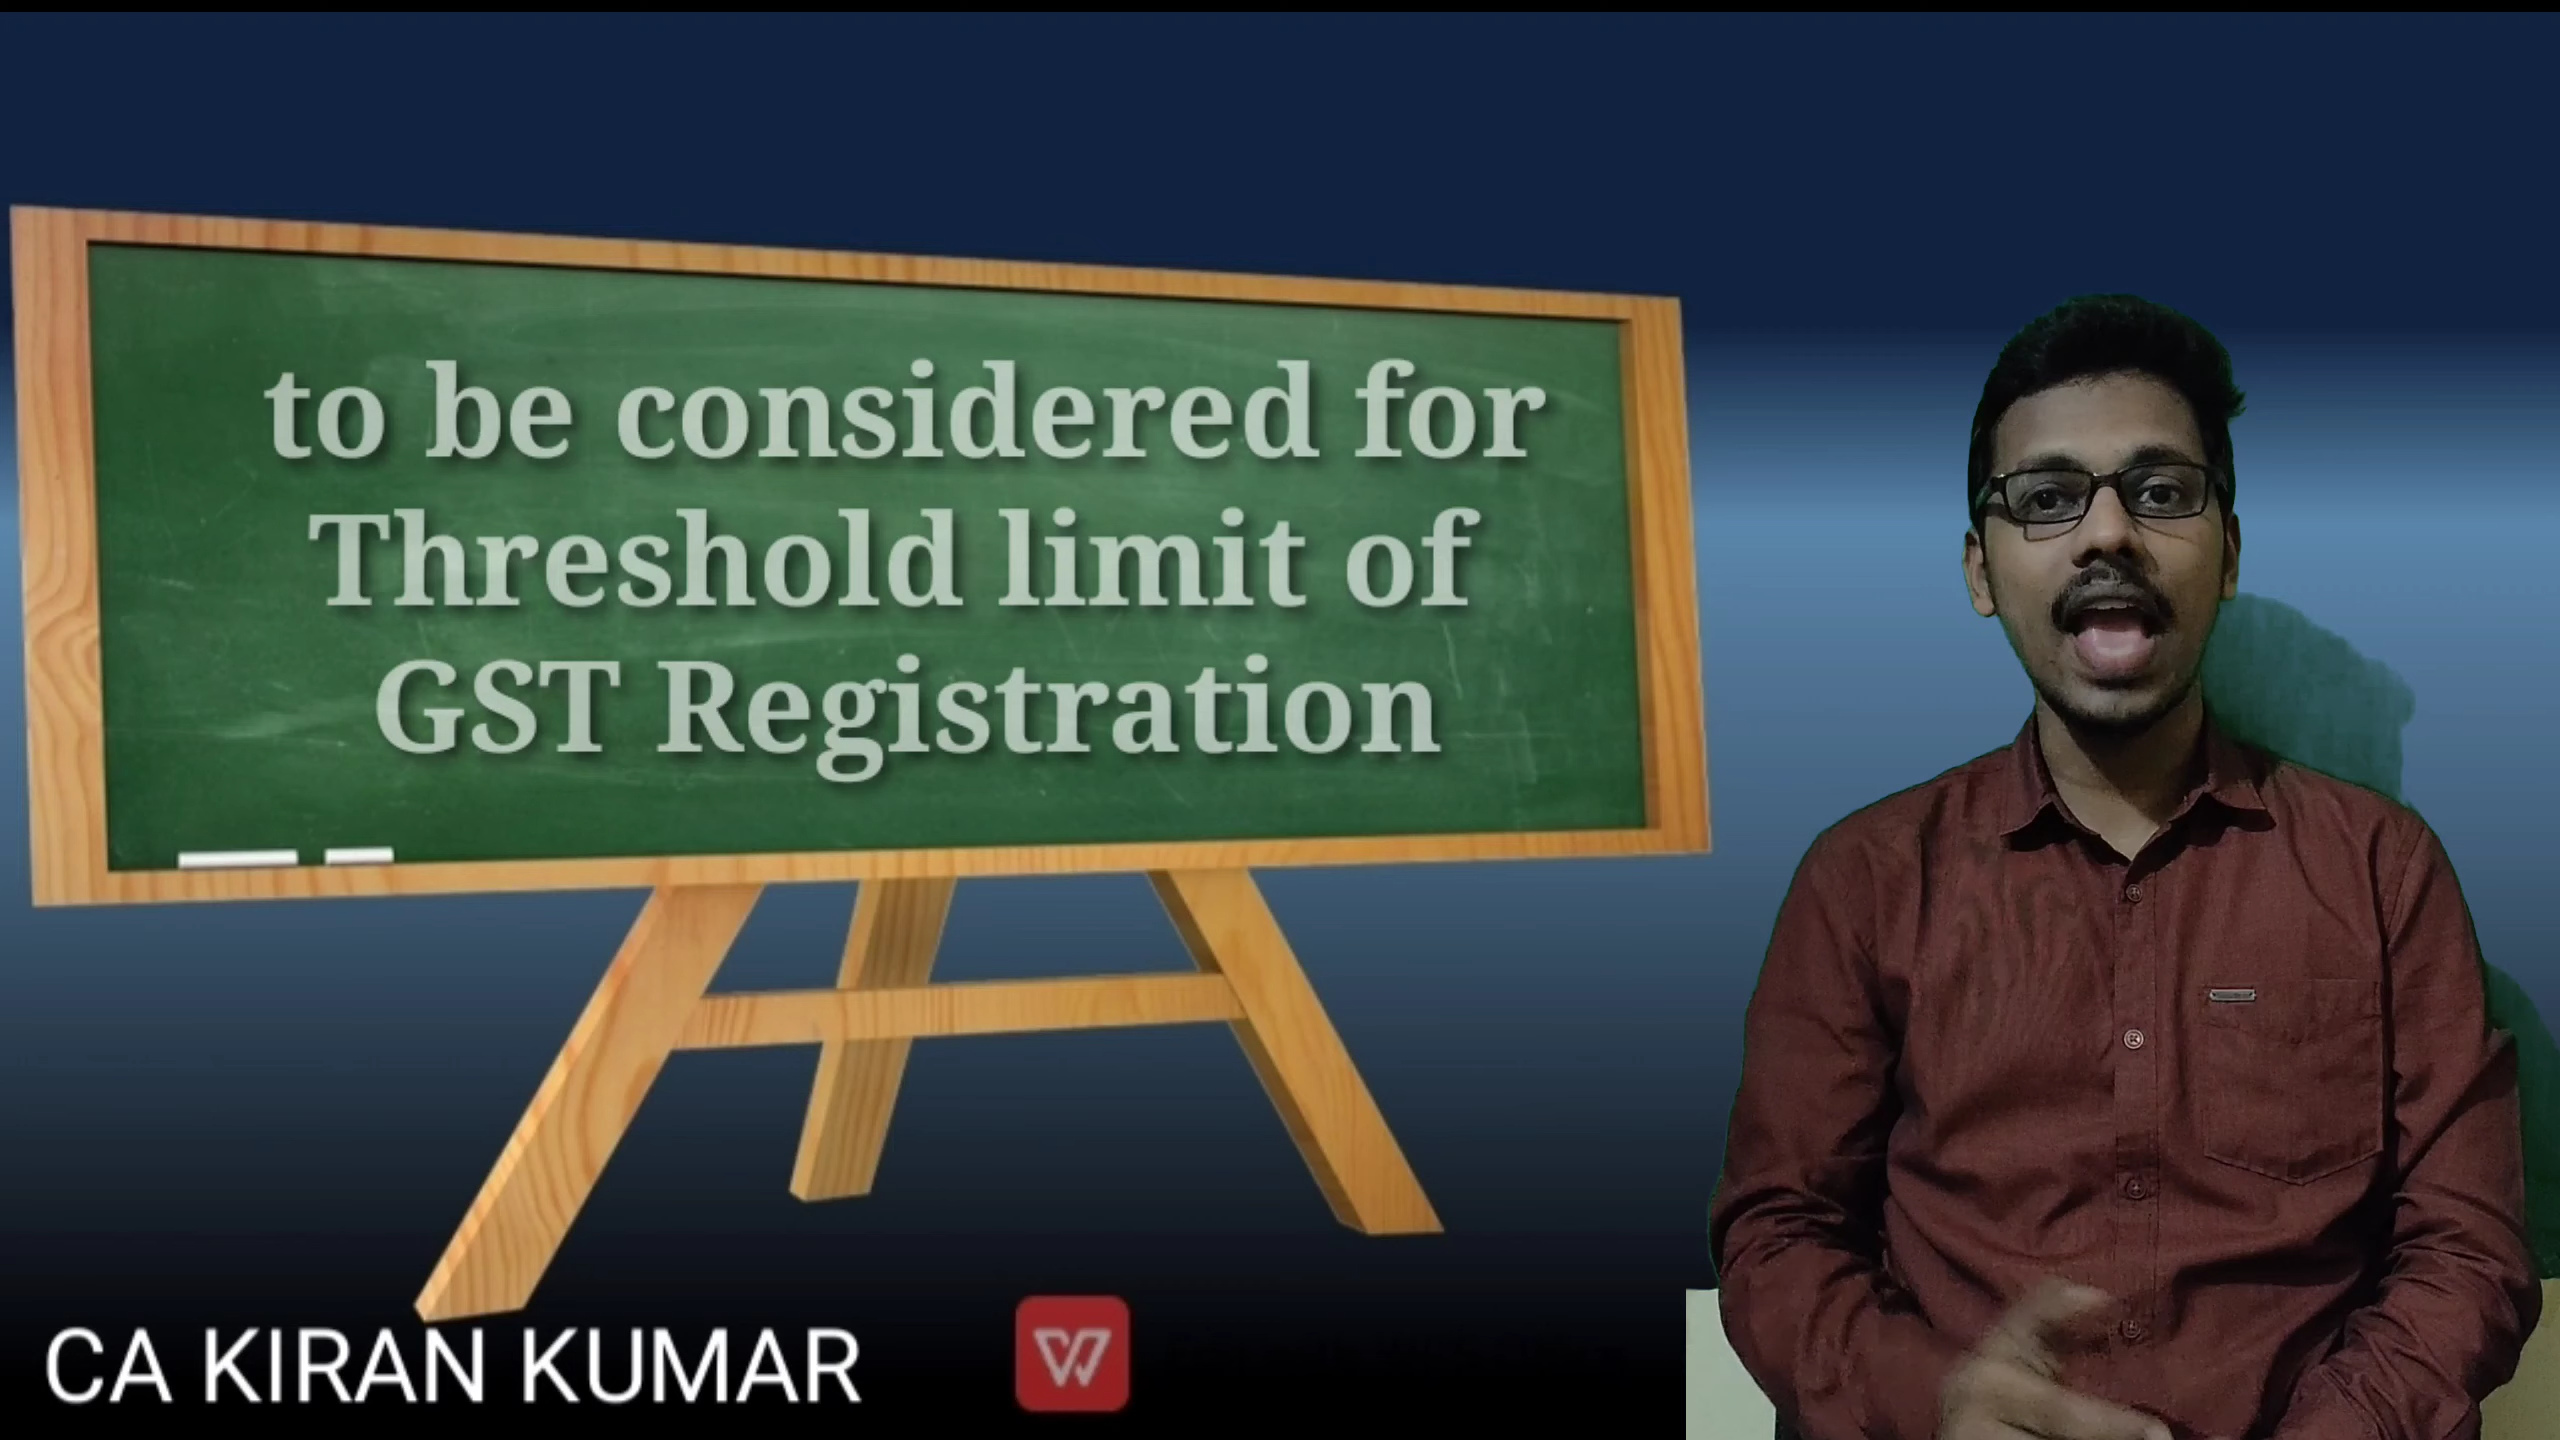 to be considered for
Threshold limit of
GST Registration
CA KIRAN KUMAR